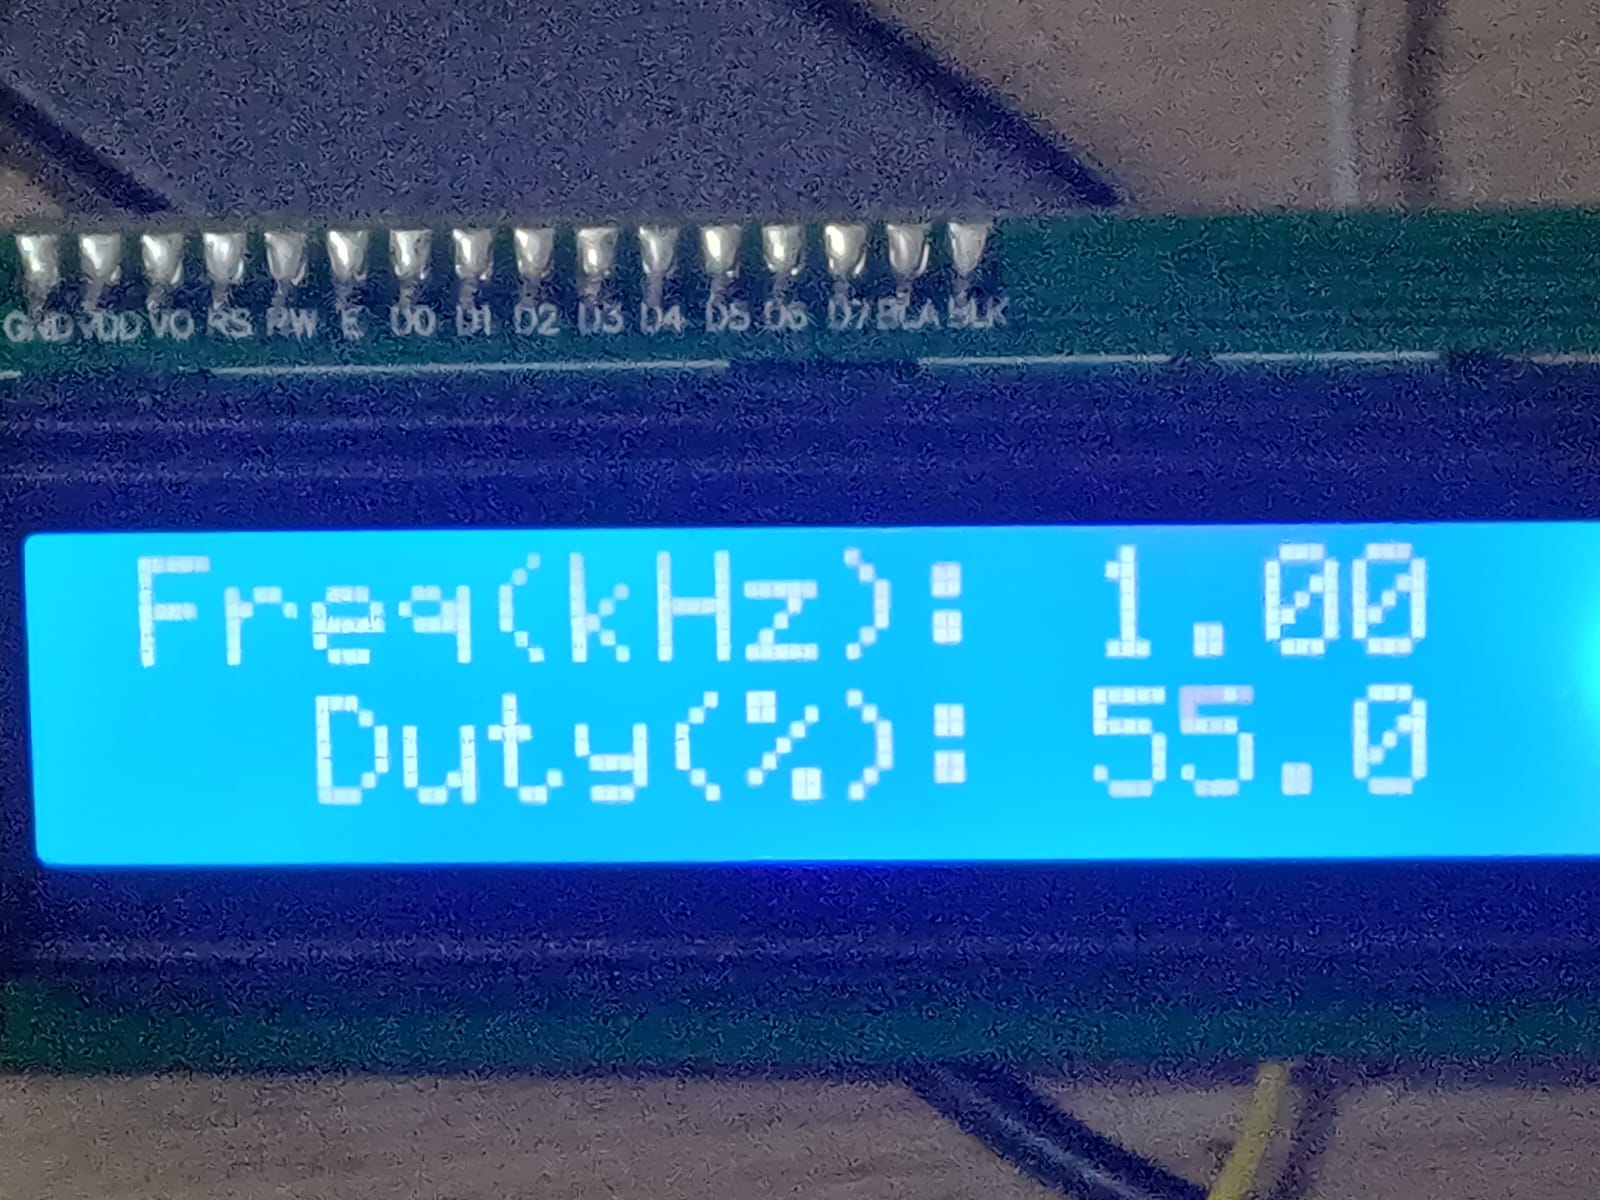 GND VDD VO RS RW E D0 D1 D2 D3 D4 D5 D6 D7 BLA BLK
Freq(kHz): 1.00
Duty(%): 55.0